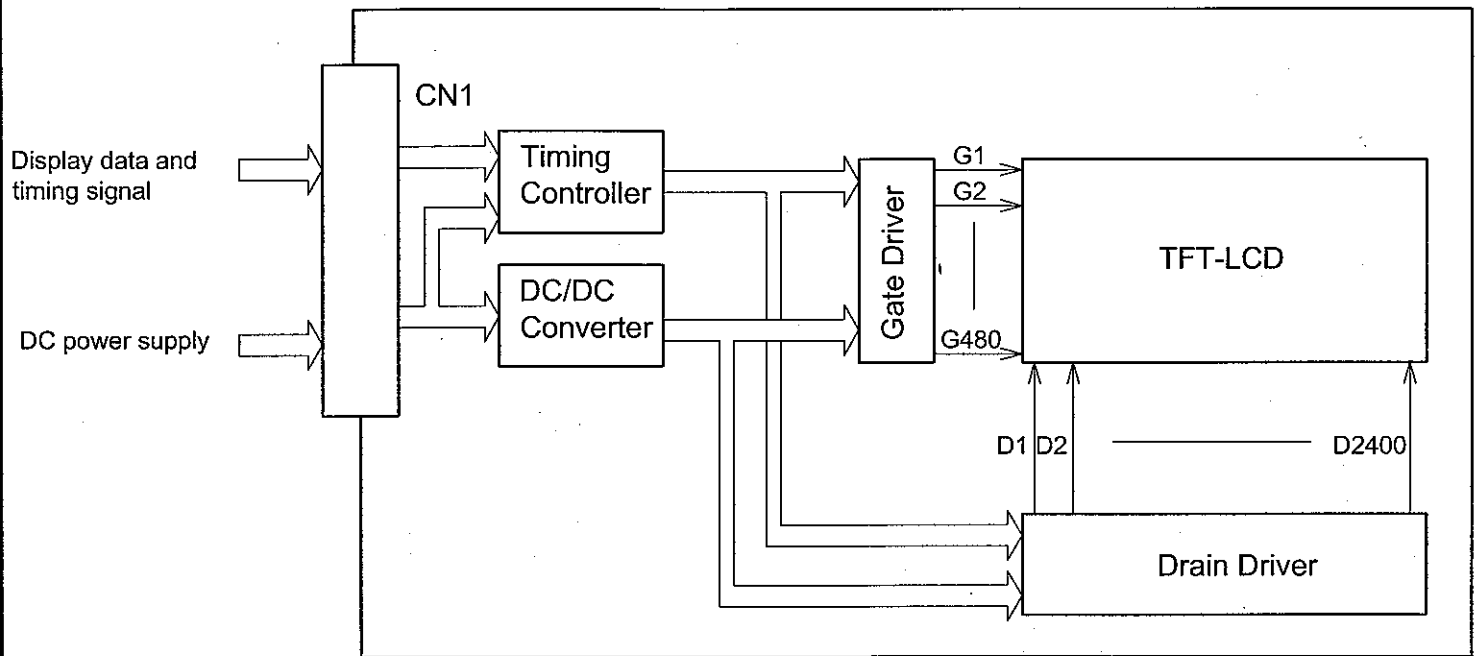 CN1
Display data and
timing signal
DC power supply
Timing
Controller
DC/DC
Converter
Gate Driver
G1
G2
G480
TFT-LCD
D1 D2
D2400
Drain Driver